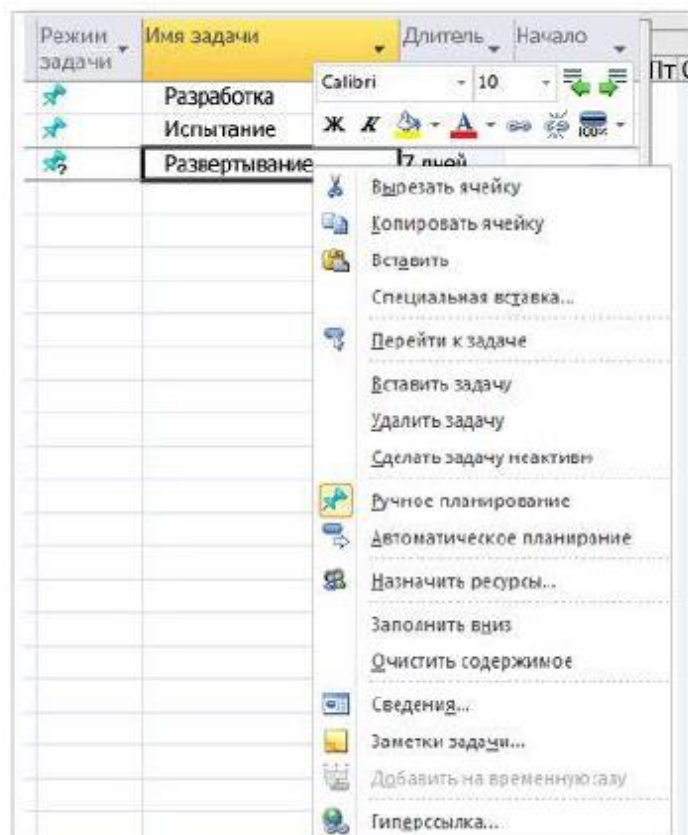 Режим задачи Имя задачи Длитель Начало
Пт С
Calibri 10
Разработка
Испытание
Ж К А 100%
Развертывание 7 дней
Вырезать ячейку
Копировать ячейку
Вставить
Специальная вставка...
Перейти к задаче
Вставить задачу
Удалить задачу
Сделать задачу неактивн
Ручное планирование
Автоматическое планирание
Назначить ресурсы...
Заполнить вниз
Очистить содержимое
Сведения...
Заметки задачи...
Добавить на временную
Гиперссылка...